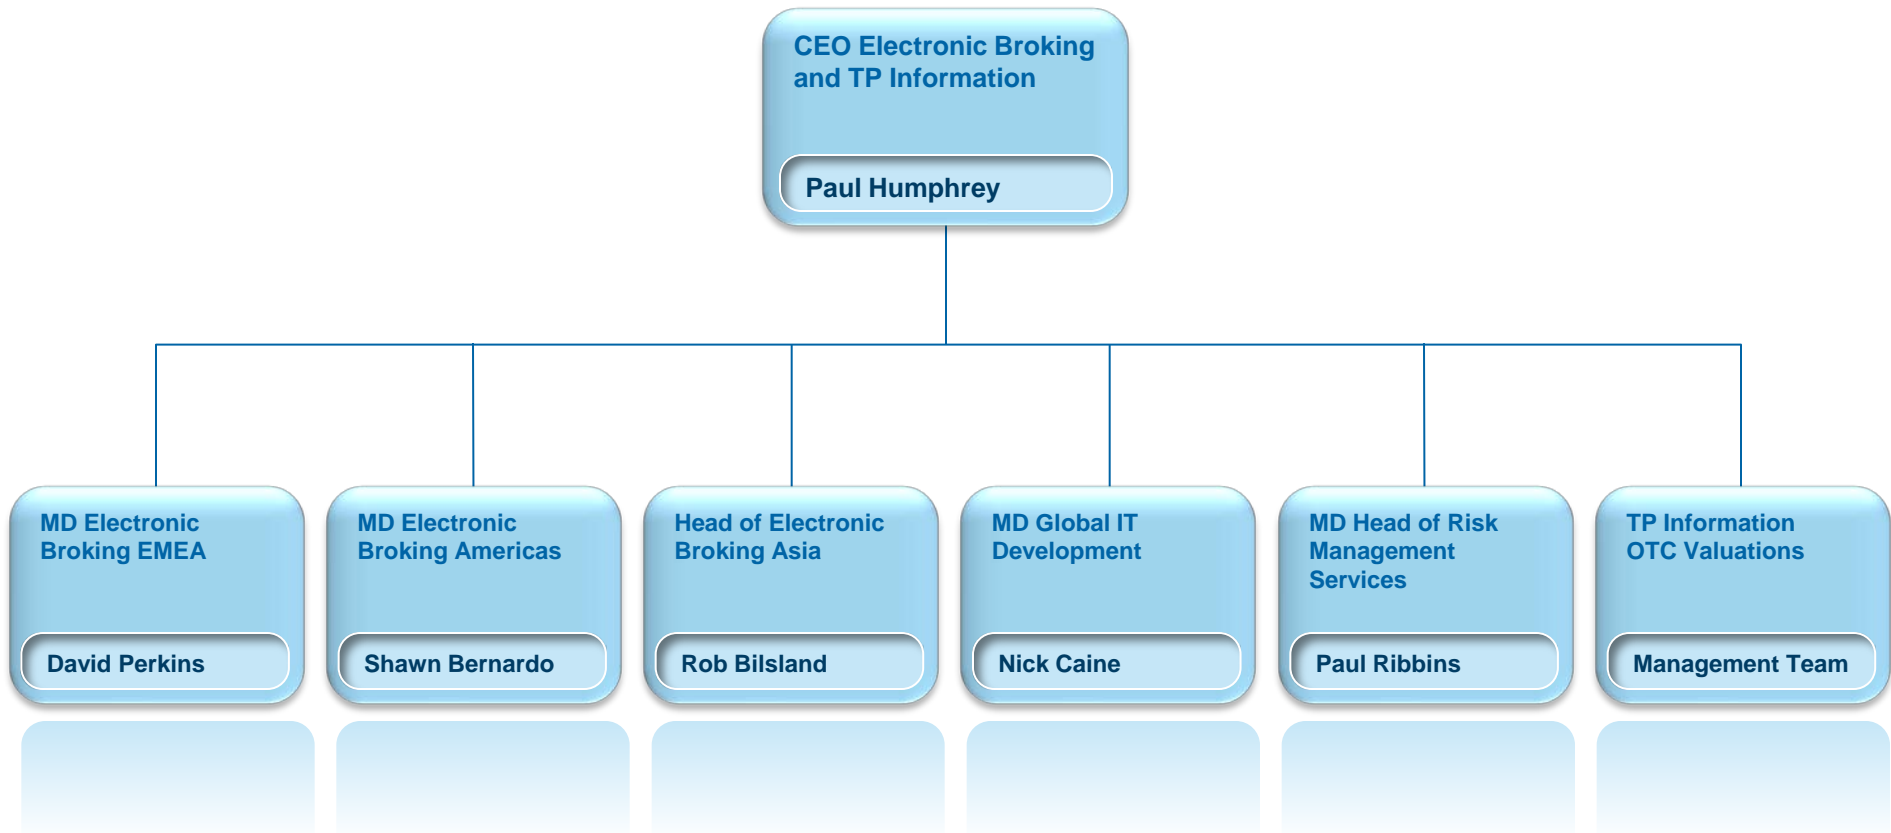 CEO Electronic Broking
and TP Information
Paul Humphrey
MD Electronic
Broking EMEA
David Perkins
MD Electronic
Broking Americas
Shawn Bernardo
Head of Electronic
Broking Asia
Rob Bilsland
MD Global IT
Development
Nick Caine
MD Head of Risk
Management
Services
Paul Ribbins
TP Information
OTC Valuations
Management Team